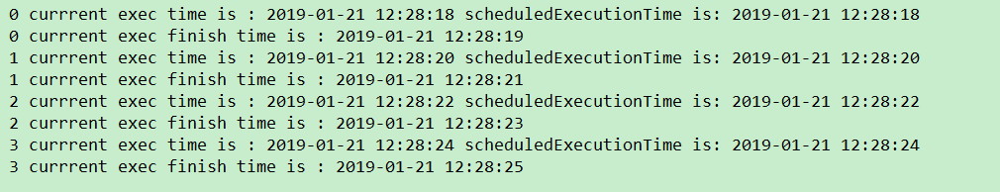 0 currrent exec time is : 2019-01-21 12:28:18 scheduledExecutionTime is: 2019-01-21 12:28:18
0 currrent exec finish time is : 2019-01-21 12:28:19
1 currrent exec time is : 2019-01-21 12:28:20 scheduledExecutionTime is: 2019-01-21 12:28:20
1 currrent exec finish time is : 2019-01-21 12:28:21
2 currrent exec time is : 2019-01-21 12:28:22 scheduledExecutionTime is: 2019-01-21 12:28:22
2 currrent exec finish time is : 2019-01-21 12:28:23
3 currrent exec time is : 2019-01-21 12:28:24 scheduledExecutionTime is: 2019-01-21 12:28:24
3 currrent exec finish time is : 2019-01-21 12:28:25